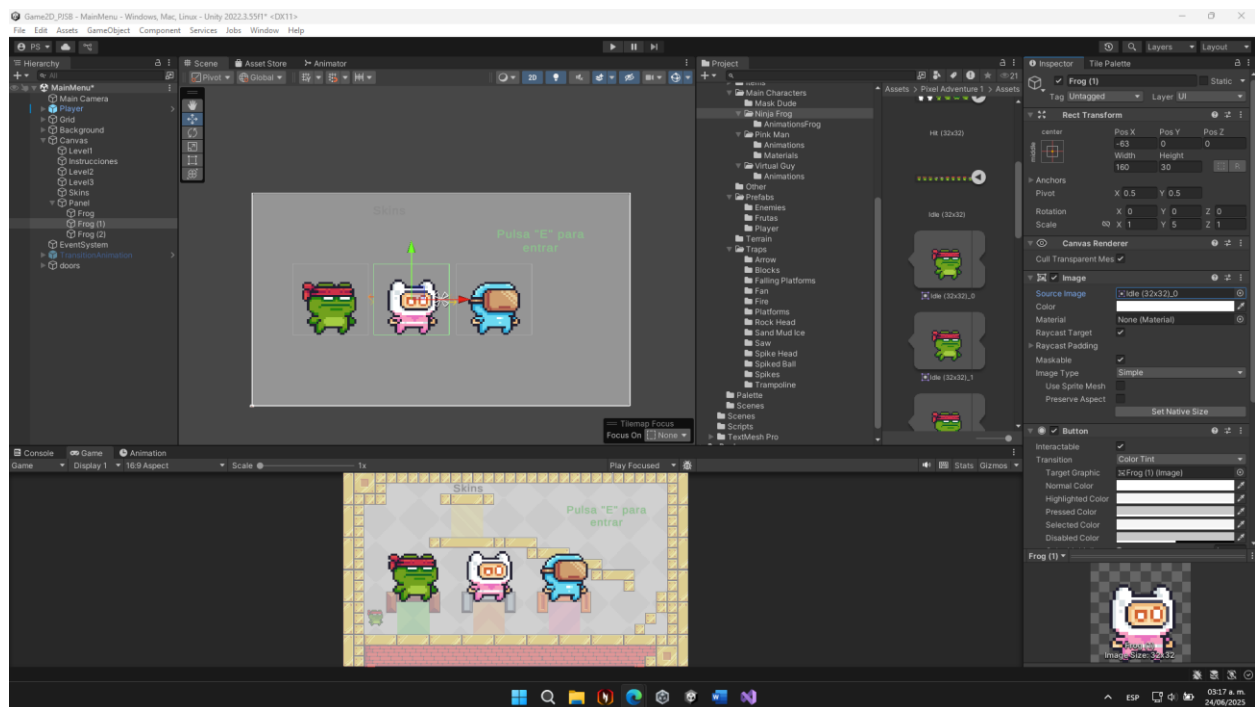 Game2D_RISB - MainMenu - Windows, Mac, Linux - Unity 2022.3.55f1* <DX11>
File Edit Assets GameObject Component Services Jobs Window Help
PS
Layers Layout
Hierarchy
All
MainMenu*
Main Camera
Player
Grid
Background
Canvas
Level1
Instrucciones
Level2
Level3
Skins
Panel
Frog
Frog (1)
Frog (2)
EventSystem
TransitionAnimation
doors
Scene Asset Store Animator
Pivot Global 2D
Skins
Pulsa "E" para
entrar
Tilemap Focus
Focus On None
Project
21
Main Characters
Mask Dude
Ninja Frog
AnimationsFrog
Pink Man
Animations
Materials
Virtual Guy
Animations
Other
Prefabs
Enemies
Frutas
Player
Terrain
Traps
Arrow
Blocks
Falling Platforms
Fan
Fire
Platforms
Rock Head
Sand Mud Ice
Saw
Spike Head
Spiked Ball
Spikes
Trampoline
Palette
Scenes
Scenes
Scripts
TextMesh Pro
Assets > Pixel Adventure 1 > Assets
Hit (32x32)
Idle (32x32)
Idle (32x32)_0
Idle (32x32)_1
Inspector Tile Palette
Frog (1) Static
Tag Untagged Layer UI
Rect Transform
center Pos X Pos Y Pos Z
middle -63 0 0
Width Height
160 30
Anchors
Pivot X 0.5 Y 0.5
Rotation X 0 Y 0 Z 0
Scale X 1 Y 5 Z 1
Canvas Renderer
Cull Transparent Mes
Image
Source Image Idle (32x32)_0
Color
Material None (Material)
Raycast Target
Raycast Padding
Maskable
Image Type Simple
Use Sprite Mesh
Preserve Aspect
Set Native Size
Button
Interactable
Transition Color Tint
Target Graphic Frog (1) (Image)
Normal Color
Highlighted Color
Pressed Color
Selected Color
Disabled Color
Frog (1)
Image Size: 32x32
Console Game Animation
Game Display 1 16:9 Aspect Scale 1x Play Focused Stats Gizmos
Skins
Pulsa "E" para
entrar
ESP
03:17 a. m.
24/06/2025